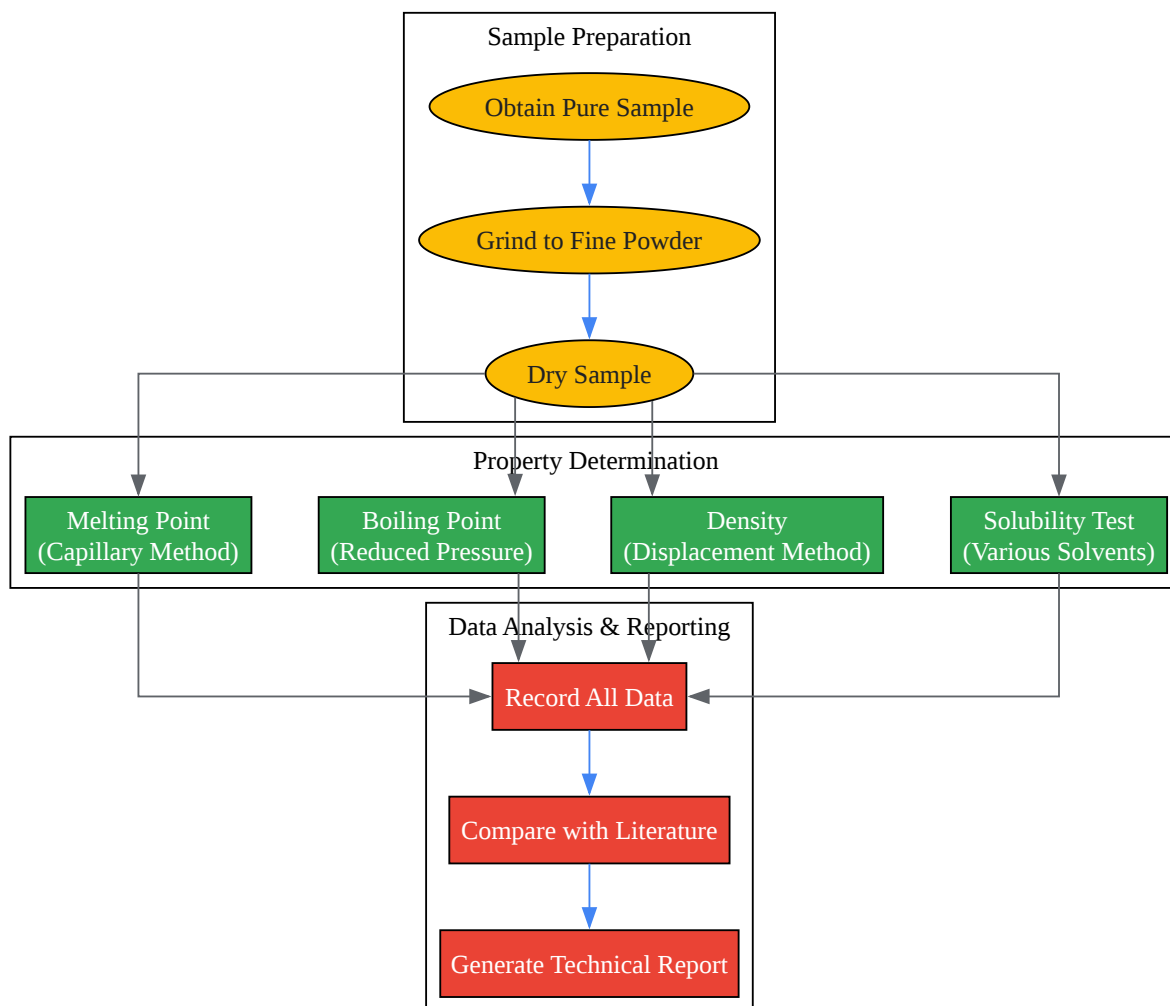 Sample Preparation
Obtain Pure Sample
Grind to Fine Powder
Dry Sample
Property Determination
Melting Point
(Capillary Method)
Boiling Point
(Reduced Pressure)
Density
(Displacement Method)
Solubility Test
(Various Solvents)
Data Analysis & Reporting
Record All Data
Compare with Literature
Generate Technical Report